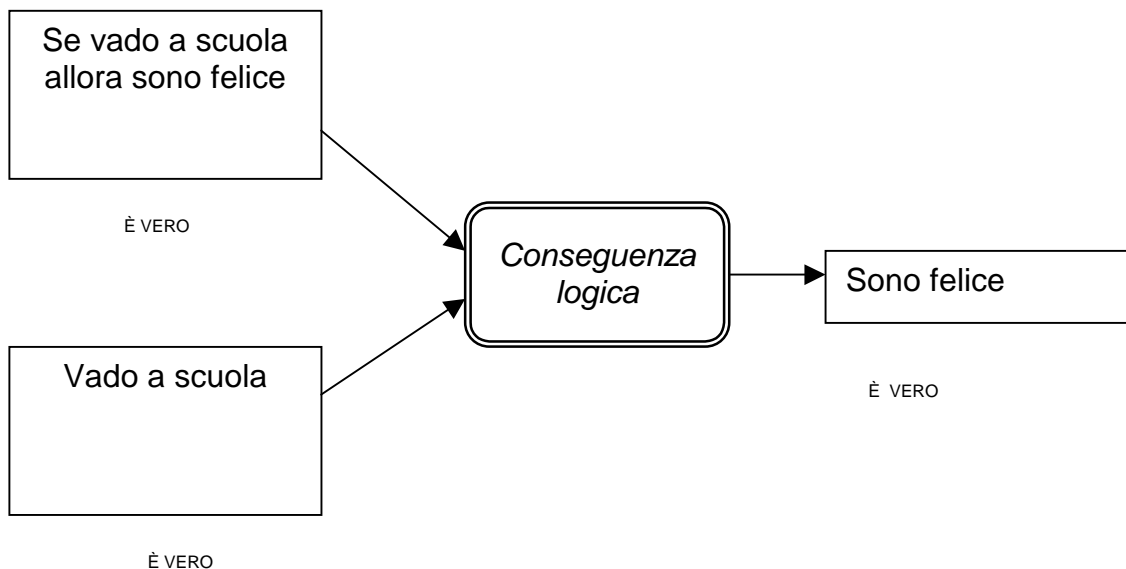 Se vado a scuola
allora sono felice
È VERO
Conseguenza
logica
Sono felice
È  VERO
Vado a scuola
È VERO